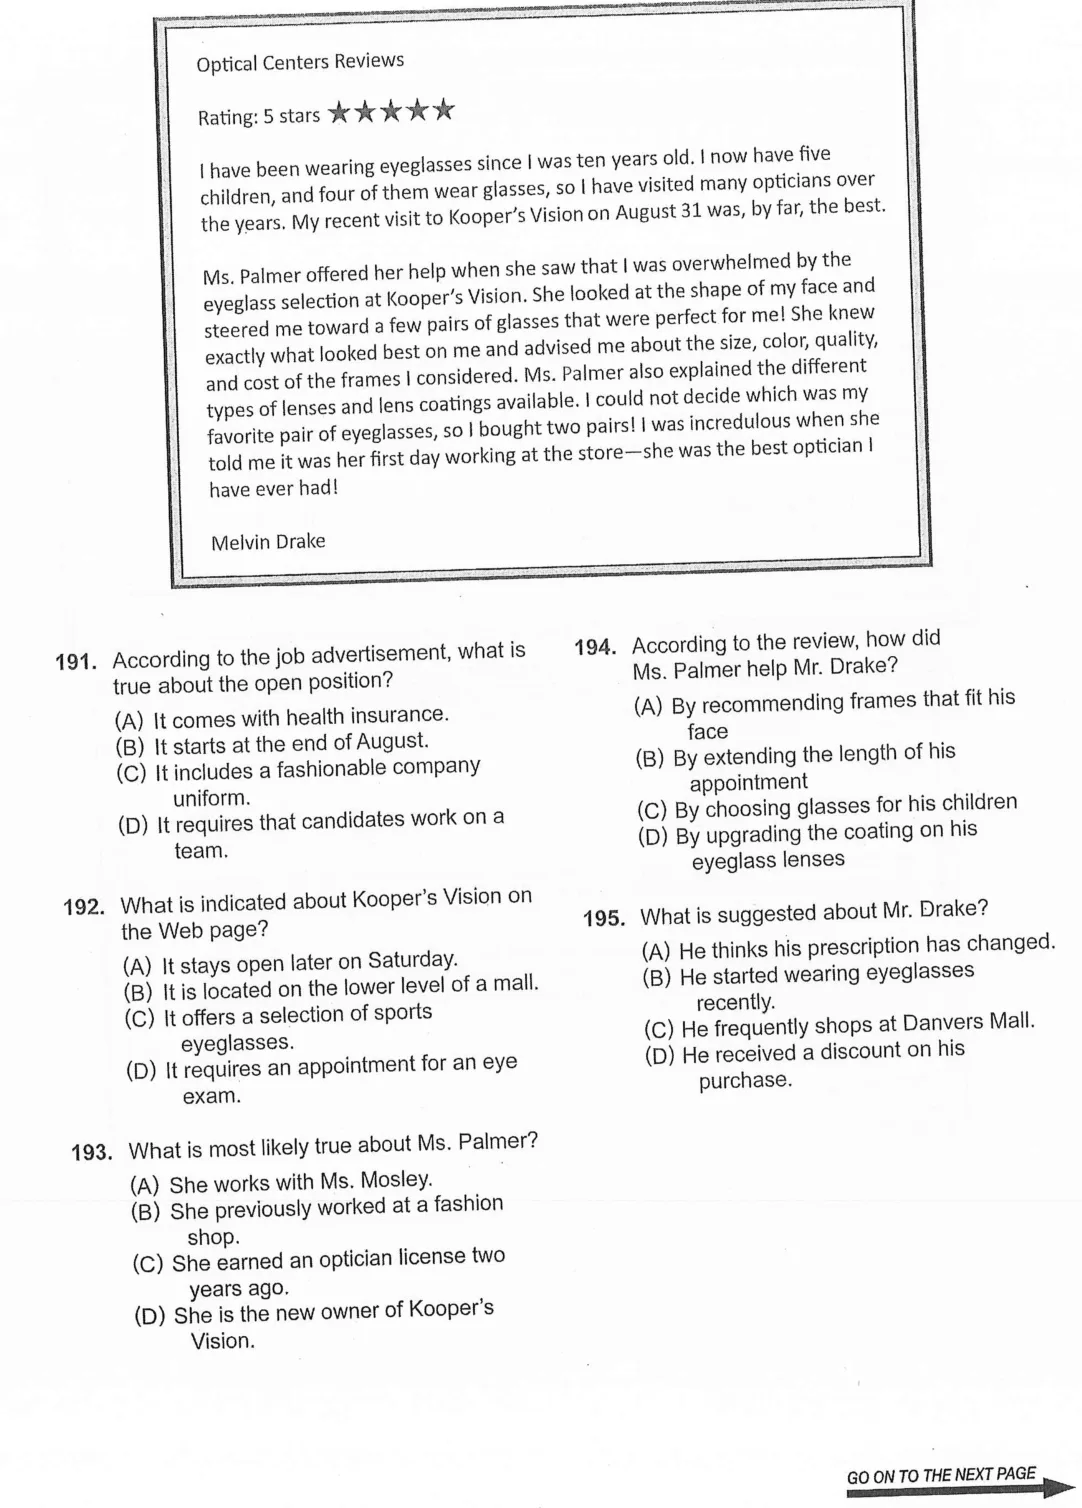 Optical Centers Reviews
Rating: 5 stars ★★★★★
I have been wearing eyeglasses since I was ten years old. I now have five
children, and four of them wear glasses, so I have visited many opticians over
the years. My recent visit to Kooper's Vision on August 31 was, by far, the best.
Ms. Palmer offered her help when she saw that I was overwhelmed by the
eyeglass selection at Kooper's Vision. She looked at the shape of my face and
steered me toward a few pairs of glasses that were perfect for me! She knew
exactly what looked best on me and advised me about the size, color, quality,
and cost of the frames I considered. Ms. Palmer also explained the different
types of lenses and lens coatings available. I could not decide which was my
favorite pair of eyeglasses, so I bought two pairs! I was incredulous when she
told me it was her first day working at the store—she was the best optician I
have ever had!
Melvin Drake
191. According to the job advertisement, what is
true about the open position?
(A) It comes with health insurance.
(B) It starts at the end of August.
(C) It includes a fashionable company
uniform.
(D) It requires that candidates work on a
team.
192. What is indicated about Kooper's Vision on
the Web page?
(A) It stays open later on Saturday.
(B) It is located on the lower level of a mall.
(C) It offers a selection of sports
eyeglasses.
(D) It requires an appointment for an eye
exam.
193. What is most likely true about Ms. Palmer?
(A) She works with Ms. Mosley.
(B) She previously worked at a fashion
shop.
(C) She earned an optician license two
years ago.
(D) She is the new owner of Kooper's
Vision.
194. According to the review, how did
Ms. Palmer help Mr. Drake?
(A) By recommending frames that fit his
face
(B) By extending the length of his
appointment
(C) By choosing glasses for his children
(D) By upgrading the coating on his
eyeglass lenses
195. What is suggested about Mr. Drake?
(A) He thinks his prescription has changed.
(B) He started wearing eyeglasses
recently.
(C) He frequently shops at Danvers Mall.
(D) He received a discount on his
purchase.
GO ON TO THE NEXT PAGE